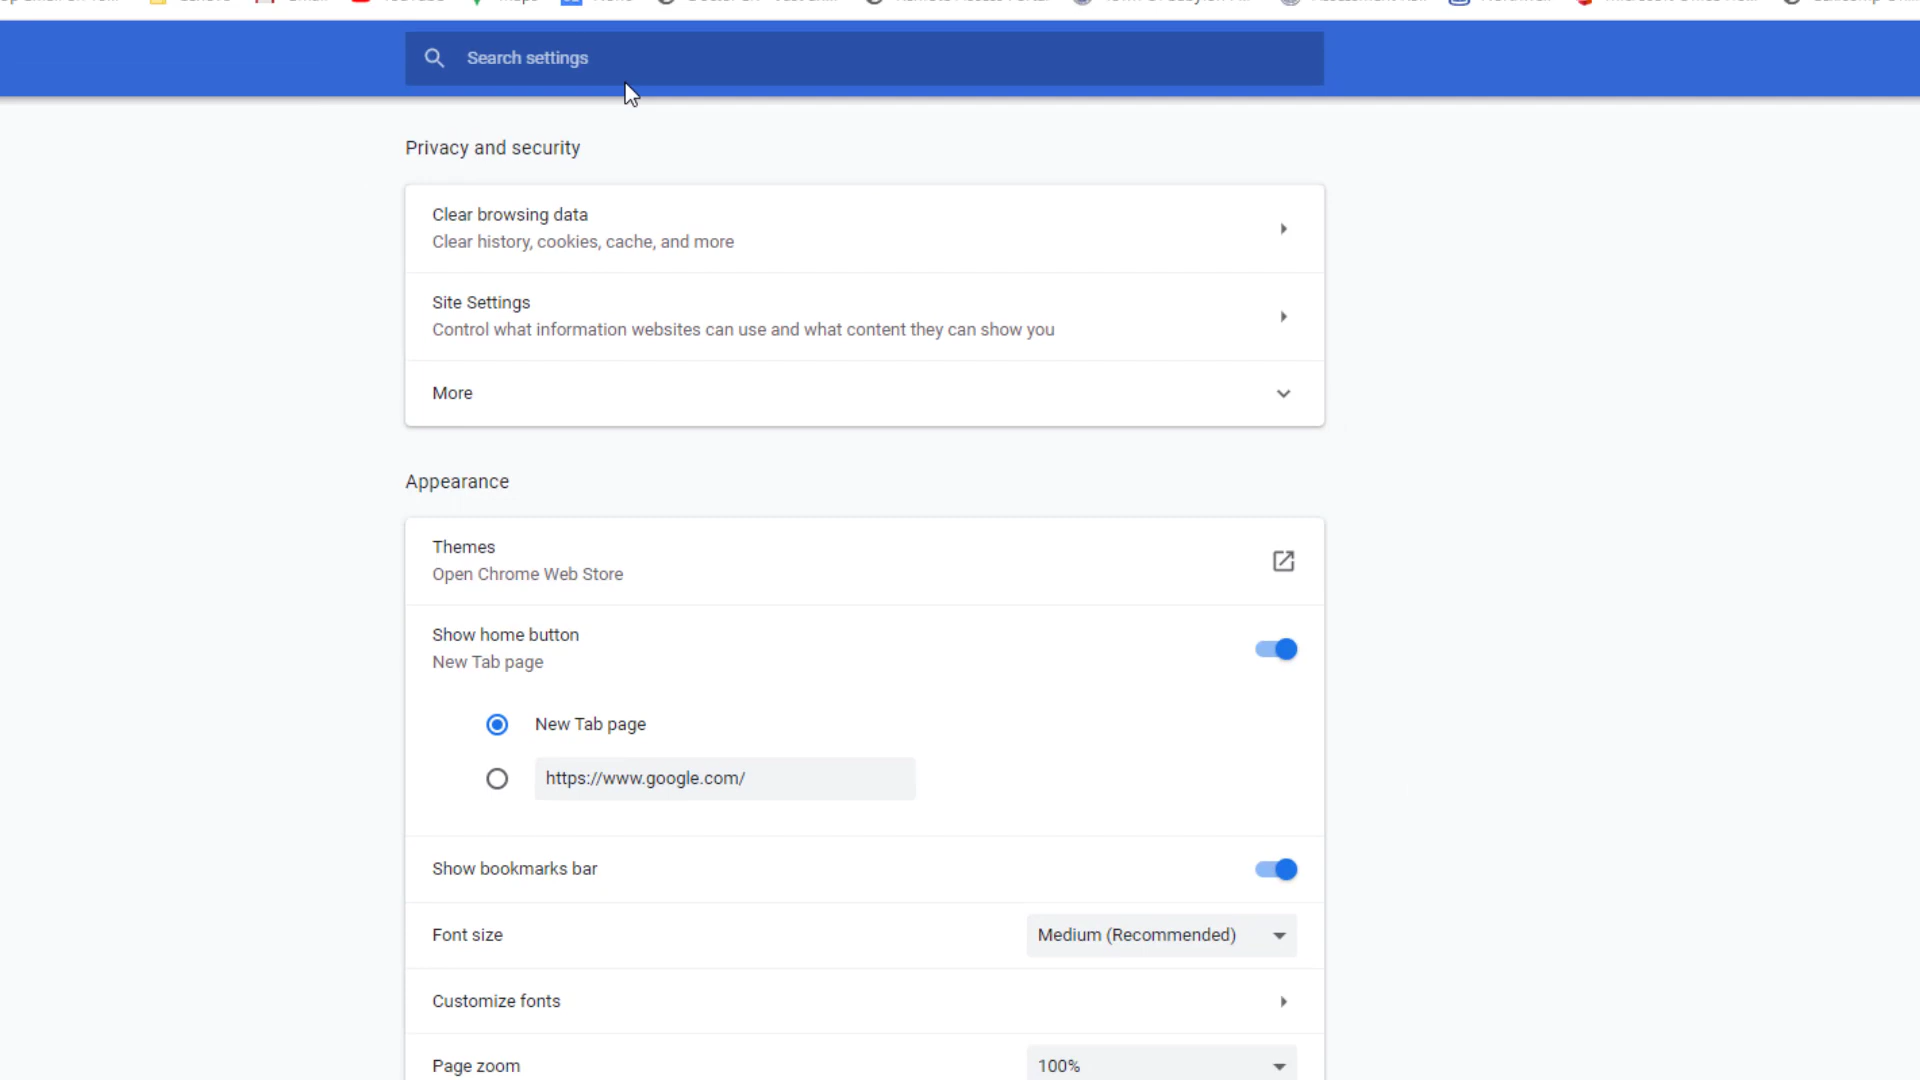 Search settings
Privacy and security
Clear browsing data
Clear history, cookies, cache, and more
Site Settings
Control what information websites can use and what content they can show you
More
Appearance
Themes
Open Chrome Web Store
Show home button
New Tab page
New Tab page
https://www.google.com/
Show bookmarks bar
Font size
Medium (Recommended)
Customize fonts
Page zoom
100%